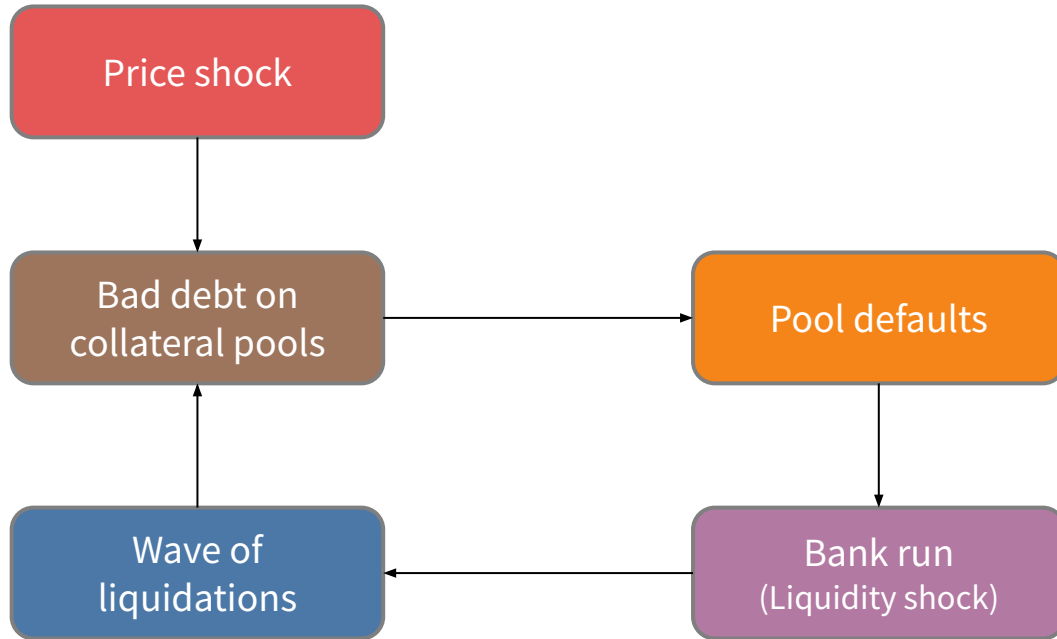 Price shock
Bad debt on
collateral pools
Pool defaults
Wave of
liquidations
Bank run
(Liquidity shock)